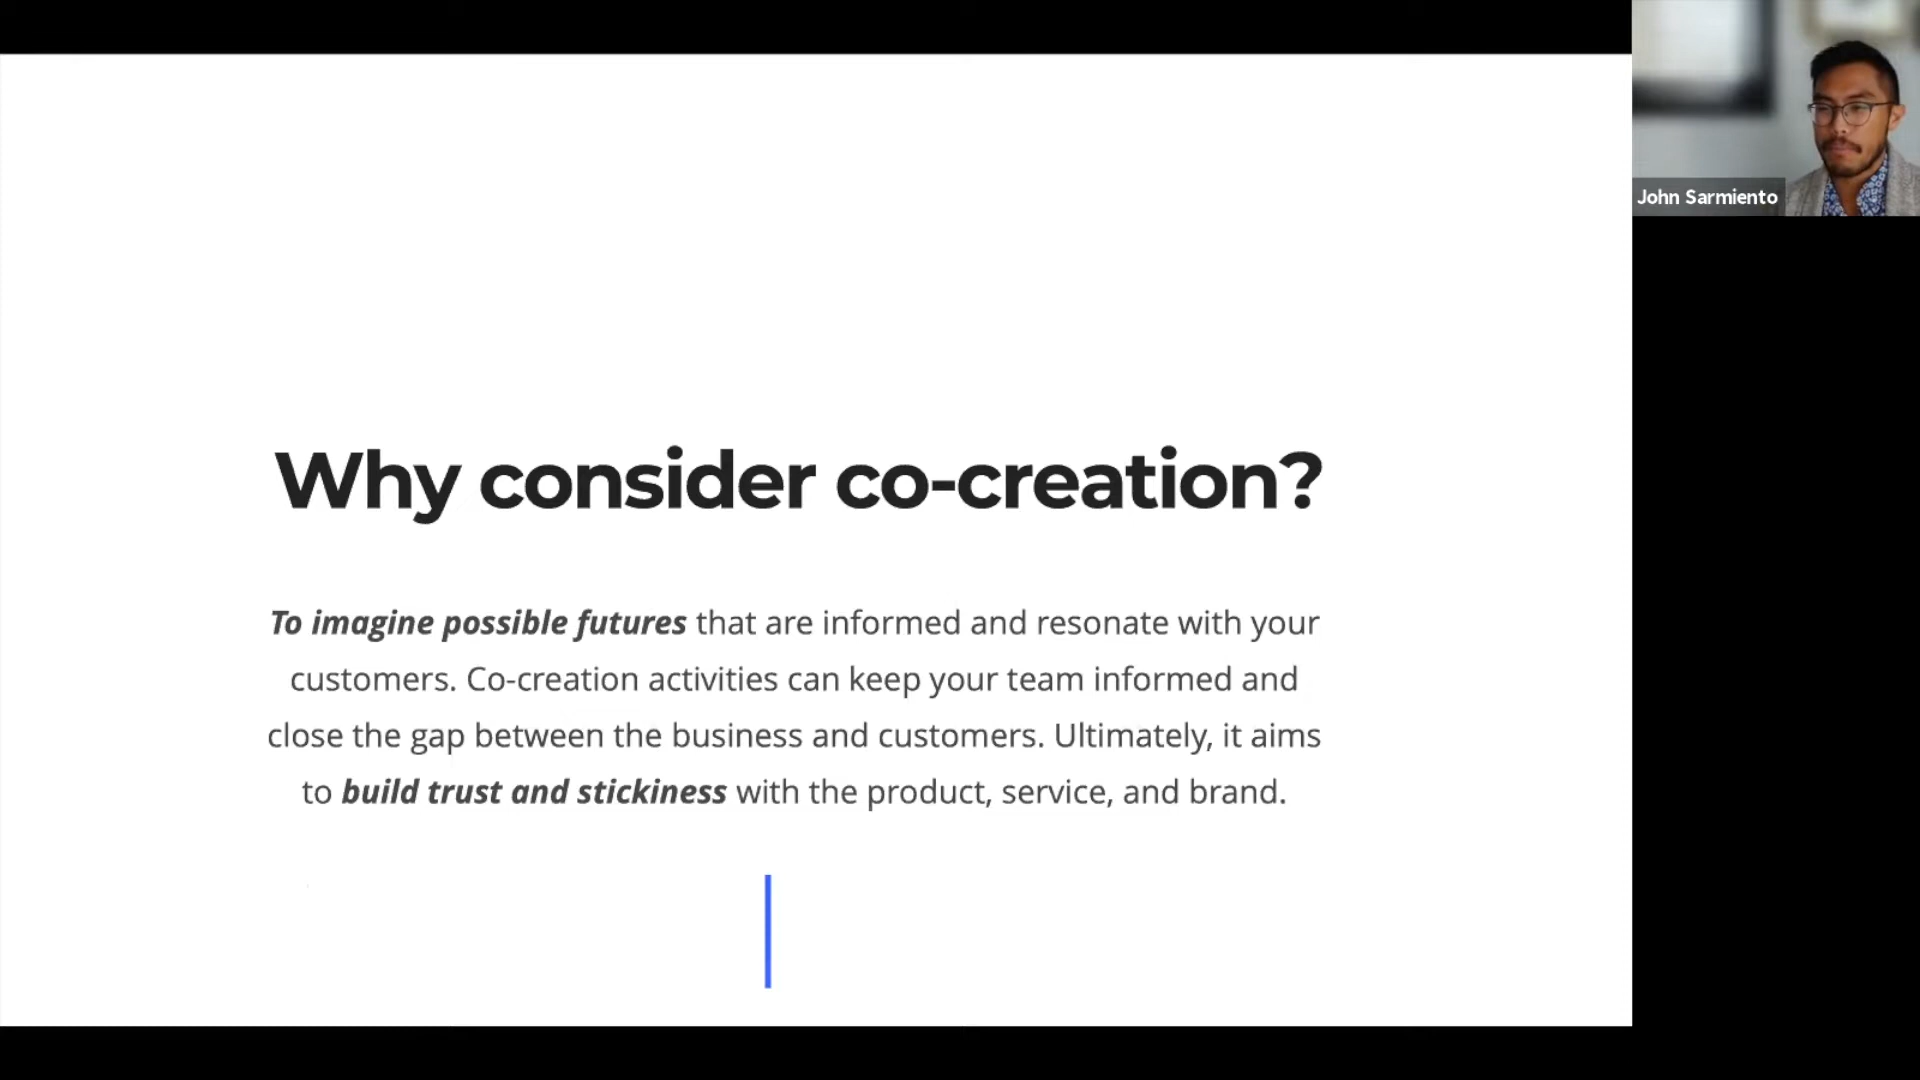 Why consider co-creation?
To imagine possible futures that are informed and resonate with your
customers. Co-creation activities can keep your team informed and
close the gap between the business and customers. Ultimately, it aims
to build trust and stickiness with the product, service, and brand.
John Sarmiento